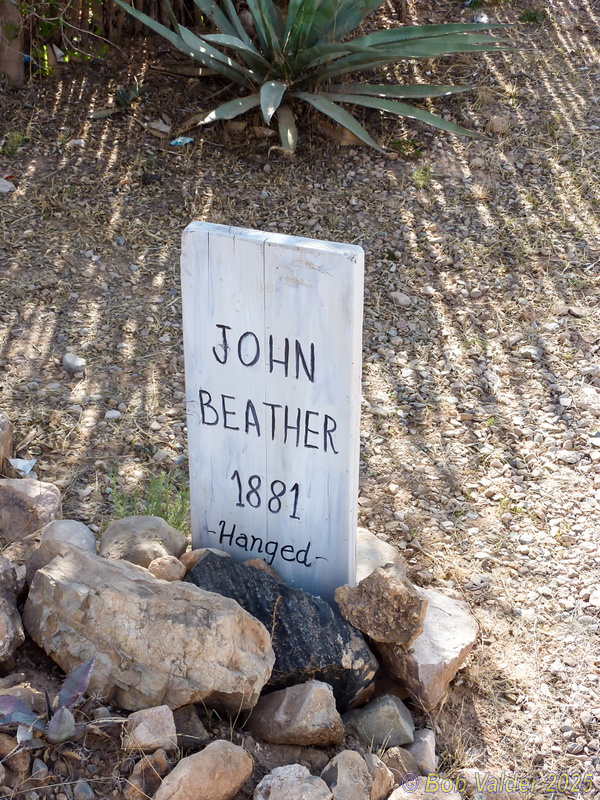 JOHN
BEATHER
1881
-Hanged-
© Bob Valder 2025